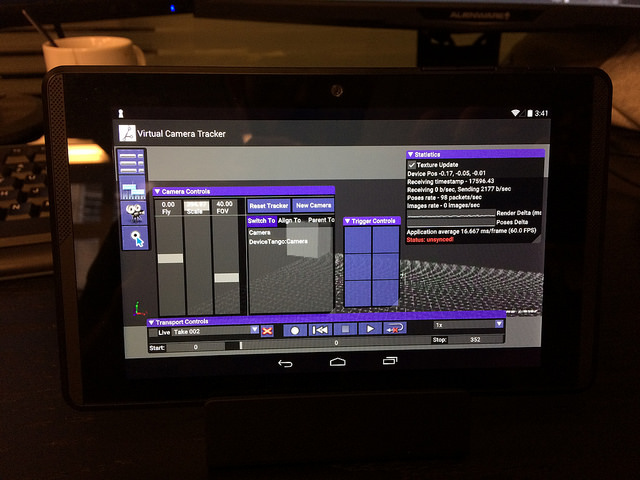 ALIENWARE
3:41
Virtual Camera Tracker
Camera Controls
0.00
40.00
Fly
Scale
FOV
Reset Tracker
New Camera
Switch To
Align To
Parent To
Camera
DeviceTango:Camera
Trigger Controls
Statistics
Texture Update
Device Pos -0.17, -0.05, -0.01
Receiving timestamp - 17596.43
Receiving 0 b/sec, Sending 2177 b/sec
Poses rate - 98 packets/sec
Images rate - 0 images/sec
Render Delta (ms
Poses Delta
Application average 16.667 ms/frame (60.0 FPS)
Status: unsynced!
Transport Controls
Live
Take 002
1x
Start:
0
0
Stop:
352